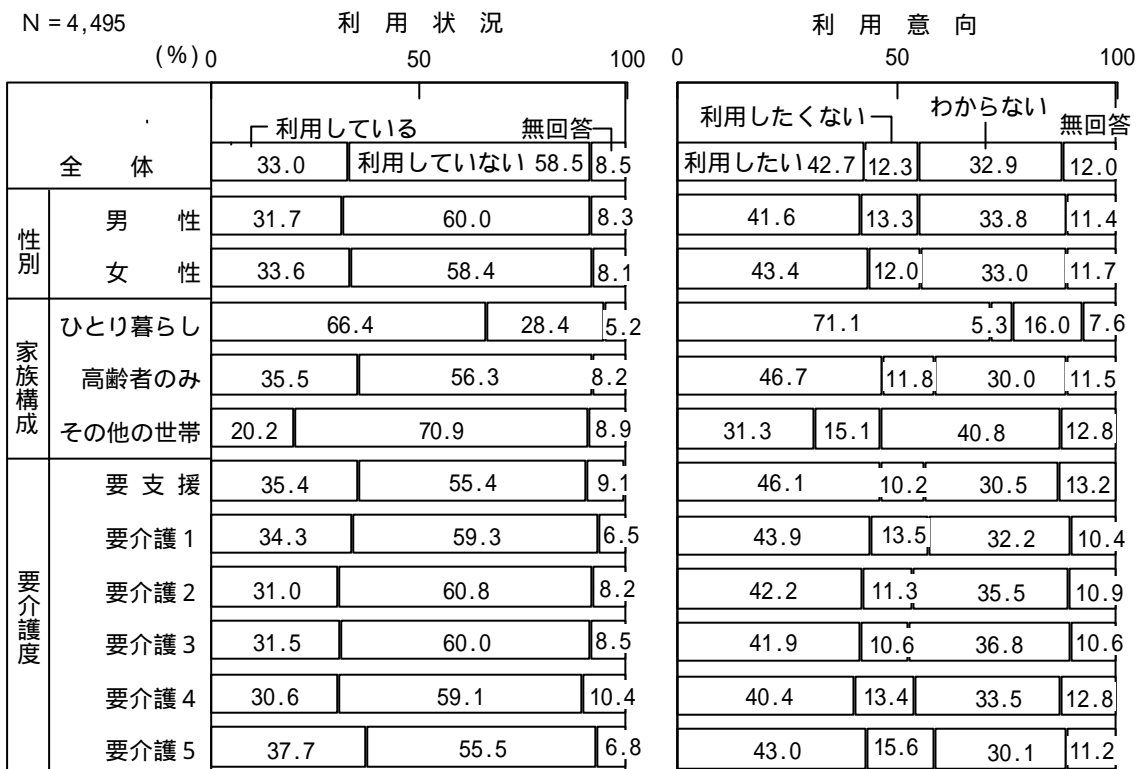 N=4,495 利用状況 利用意向
(%) 0 50 100 0 50 100
利用している 無回答 利用したくない わからない 無回答
全体 33.0 利用していない 58.5 8.5 利用したい 42.7 12.3 32.9 12.0
性別
男性 31.7 60.0 8.3 41.6 13.3 33.8 11.4
女性 33.6 58.4 8.1 43.4 12.0 33.0 11.7
家族構成
ひとり暮らし 66.4 28.4 5.2 71.1 5.3 16.0 7.6
高齢者のみ 35.5 56.3 8.2 46.7 11.8 30.0 11.5
その他の世帯 20.2 70.9 8.9 31.3 15.1 40.8 12.8
要介護度
要支援 35.4 55.4 9.1 46.1 10.2 30.5 13.2
要介護1 34.3 59.3 6.5 43.9 13.5 32.2 10.4
要介護2 31.0 60.8 8.2 42.2 11.3 35.5 10.9
要介護3 31.5 60.0 8.5 41.9 10.6 36.8 10.6
要介護4 30.6 59.1 10.4 40.4 13.4 33.5 12.8
要介護5 37.7 55.5 6.8 43.0 15.6 30.1 11.2